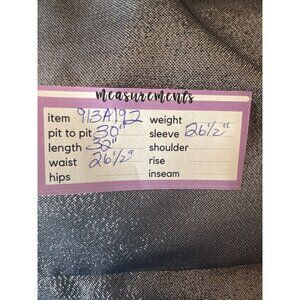 measurements
item 913A192 weight
pit to pit 30" sleeve 26 1/2"
length 32" shoulder
waist 26 1/2" rise
hips inseam